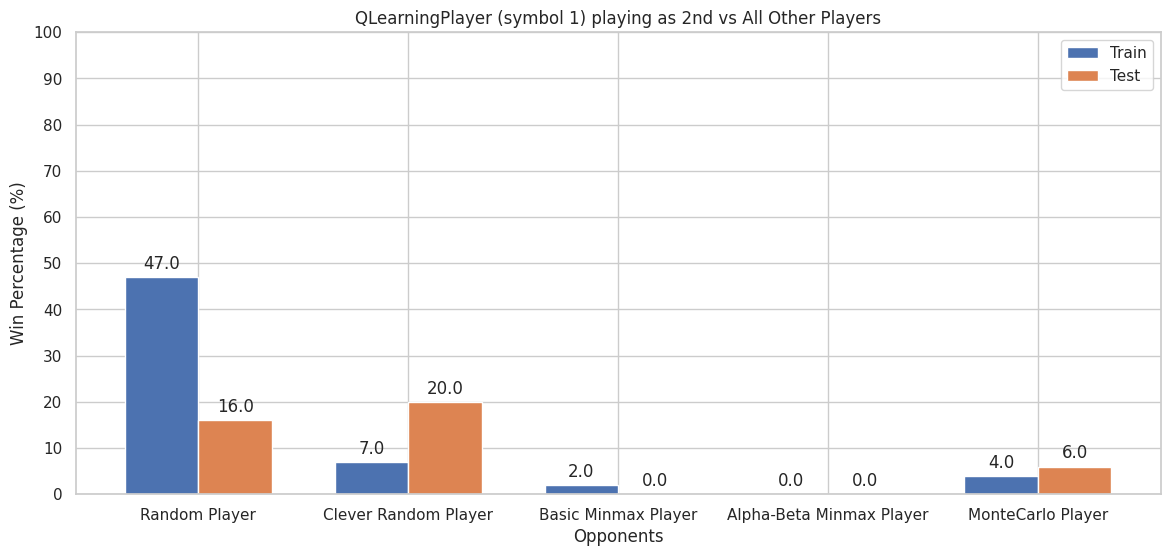 QLearningPlayer (symbol 1) playing as 2nd vs All Other Players
Train
Test
Win Percentage (%)
100
90
80
70
60
50
40
30
20
10
0
47.0
16.0
7.0
20.0
2.0
0.0
0.0
0.0
4.0
6.0
Random Player
Clever Random Player
Basic Minmax Player
Alpha-Beta Minmax Player
MonteCarlo Player
Opponents